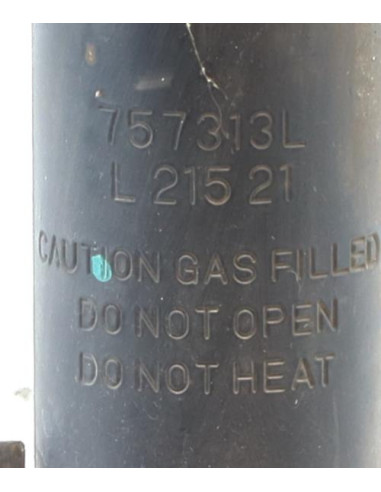 757313L
L 215 21
CAUTION GAS FILLED
DO NOT OPEN
DO NOT HEAT